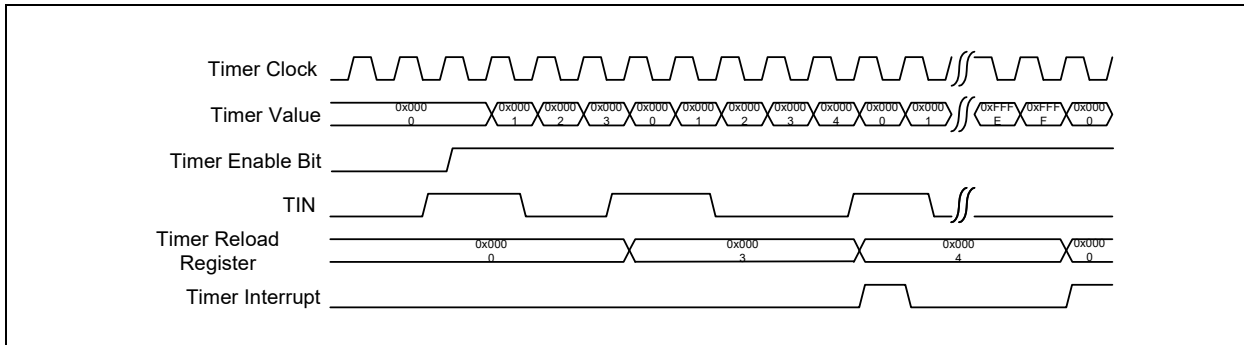 Timer Clock
Timer Value
0x000 0x000 0x000 0x000 0x000 0x000 0x000 0x000 0x000 0x000 0x000 0xFFF 0xFFF 0x000
0 1 2 3 0 1 2 3 4 0 1 E F 0
Timer Enable Bit
TIN
Timer Reload
Register
0x000 0x000 0x000 0x000
0 3 4 0
Timer Interrupt